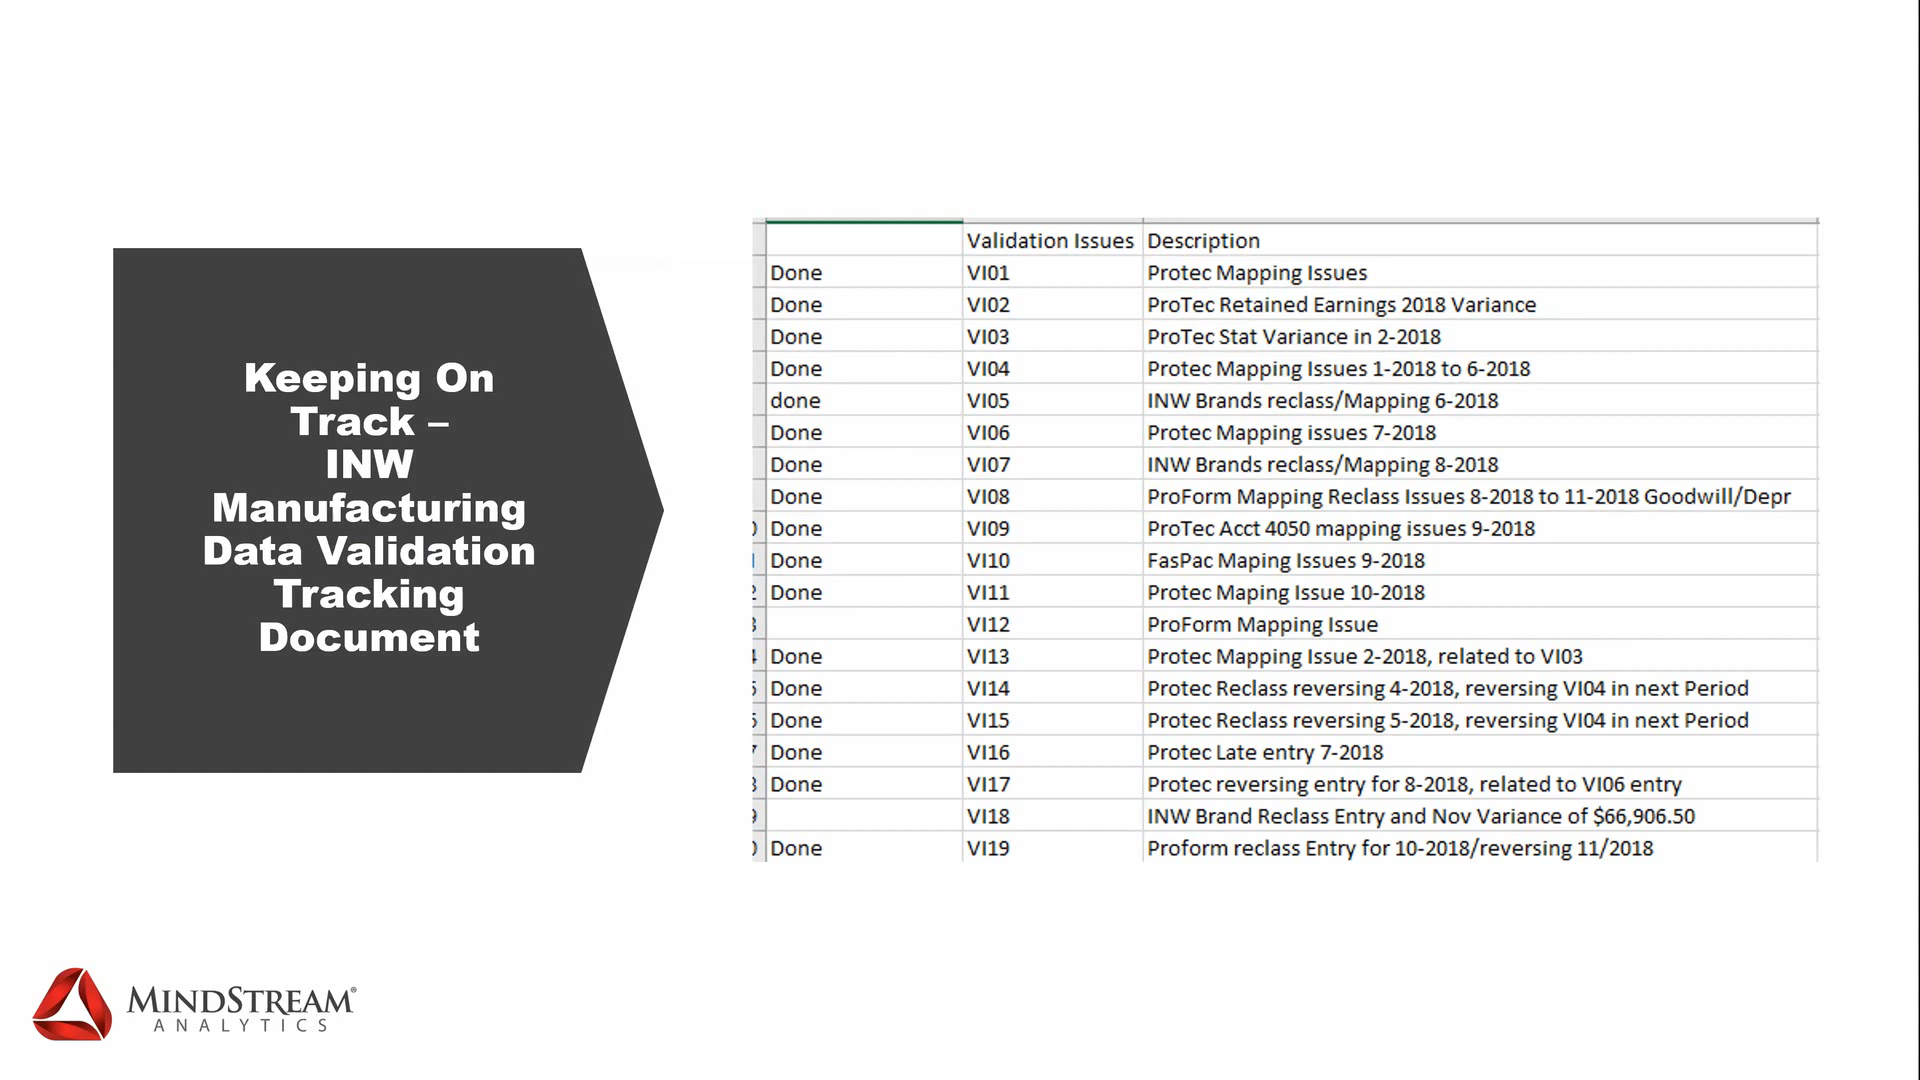 Keeping On
Track –
INW
Manufacturing
Data Validation
Tracking
Document
Validation Issues Description
Done VI01 Protec Mapping Issues
Done VI02 ProTec Retained Earnings 2018 Variance
Done VI03 ProTec Stat Variance in 2-2018
Done VI04 Protec Mapping Issues 1-2018 to 6-2018
done VI05 INW Brands reclass/Mapping 6-2018
Done VI06 Protec Mapping issues 7-2018
Done VI07 INW Brands reclass/Mapping 8-2018
Done VI08 ProForm Mapping Reclass Issues 8-2018 to 11-2018 Goodwill/Depr
Done VI09 ProTec Acct 4050 mapping issues 9-2018
Done VI10 FasPac Maping Issues 9-2018
Done VI11 Protec Maping Issue 10-2018
VI12 ProForm Mapping Issue
Done VI13 Protec Mapping Issue 2-2018, related to VI03
Done VI14 Protec Reclass reversing 4-2018, reversing VI04 in next Period
Done VI15 Protec Reclass reversing 5-2018, reversing VI04 in next Period
Done VI16 Protec Late entry 7-2018
Done VI17 Protec reversing entry for 8-2018, related to VI06 entry
VI18 INW Brand Reclass Entry and Nov Variance of $66,906.50
Done VI19 Proform reclass Entry for 10-2018/reversing 11/2018
MINDSTREAM®
ANALYTICS